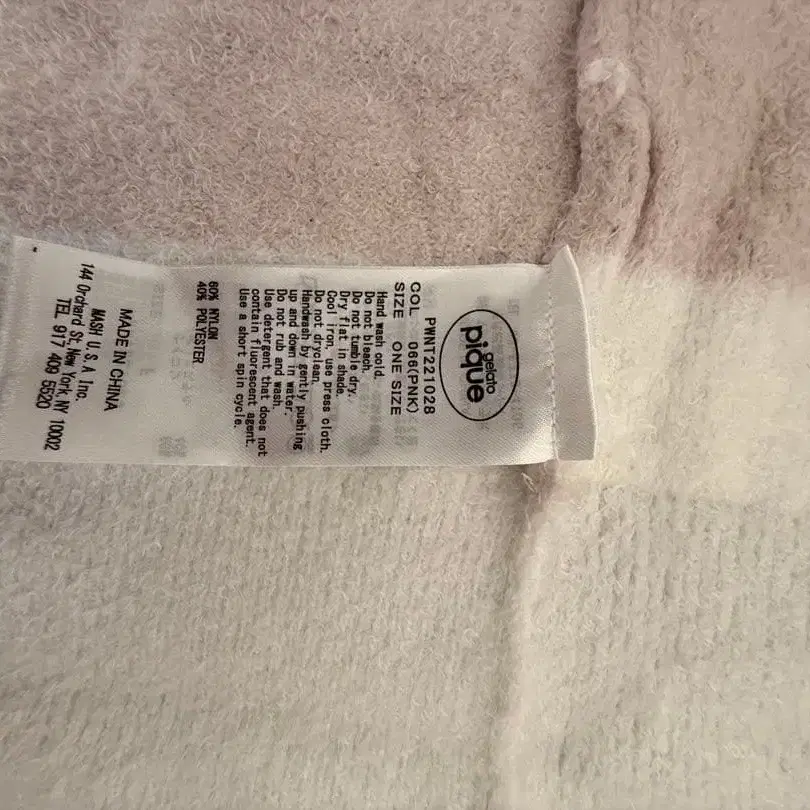 gelato
pique
PWNT221028
COL 066(PNK)
SIZE ONE SIZE
Hand wash cold.
Do not bleach.
Do not tumble dry.
Dry flat in shade.
Cool iron, use press cloth.
Do not dryclean.
Handwash by gently pushing
up and down in water.
Do not rub and wash.
Use detergent that does not
contain fluorescent agent.
Use a short spin cycle.
60% NYLON
40% POLYESTER
MADE IN CHINA
MASH U.S.A Inc.
144 Orchard St. New York, NY 10002
TEL 917 409 5520